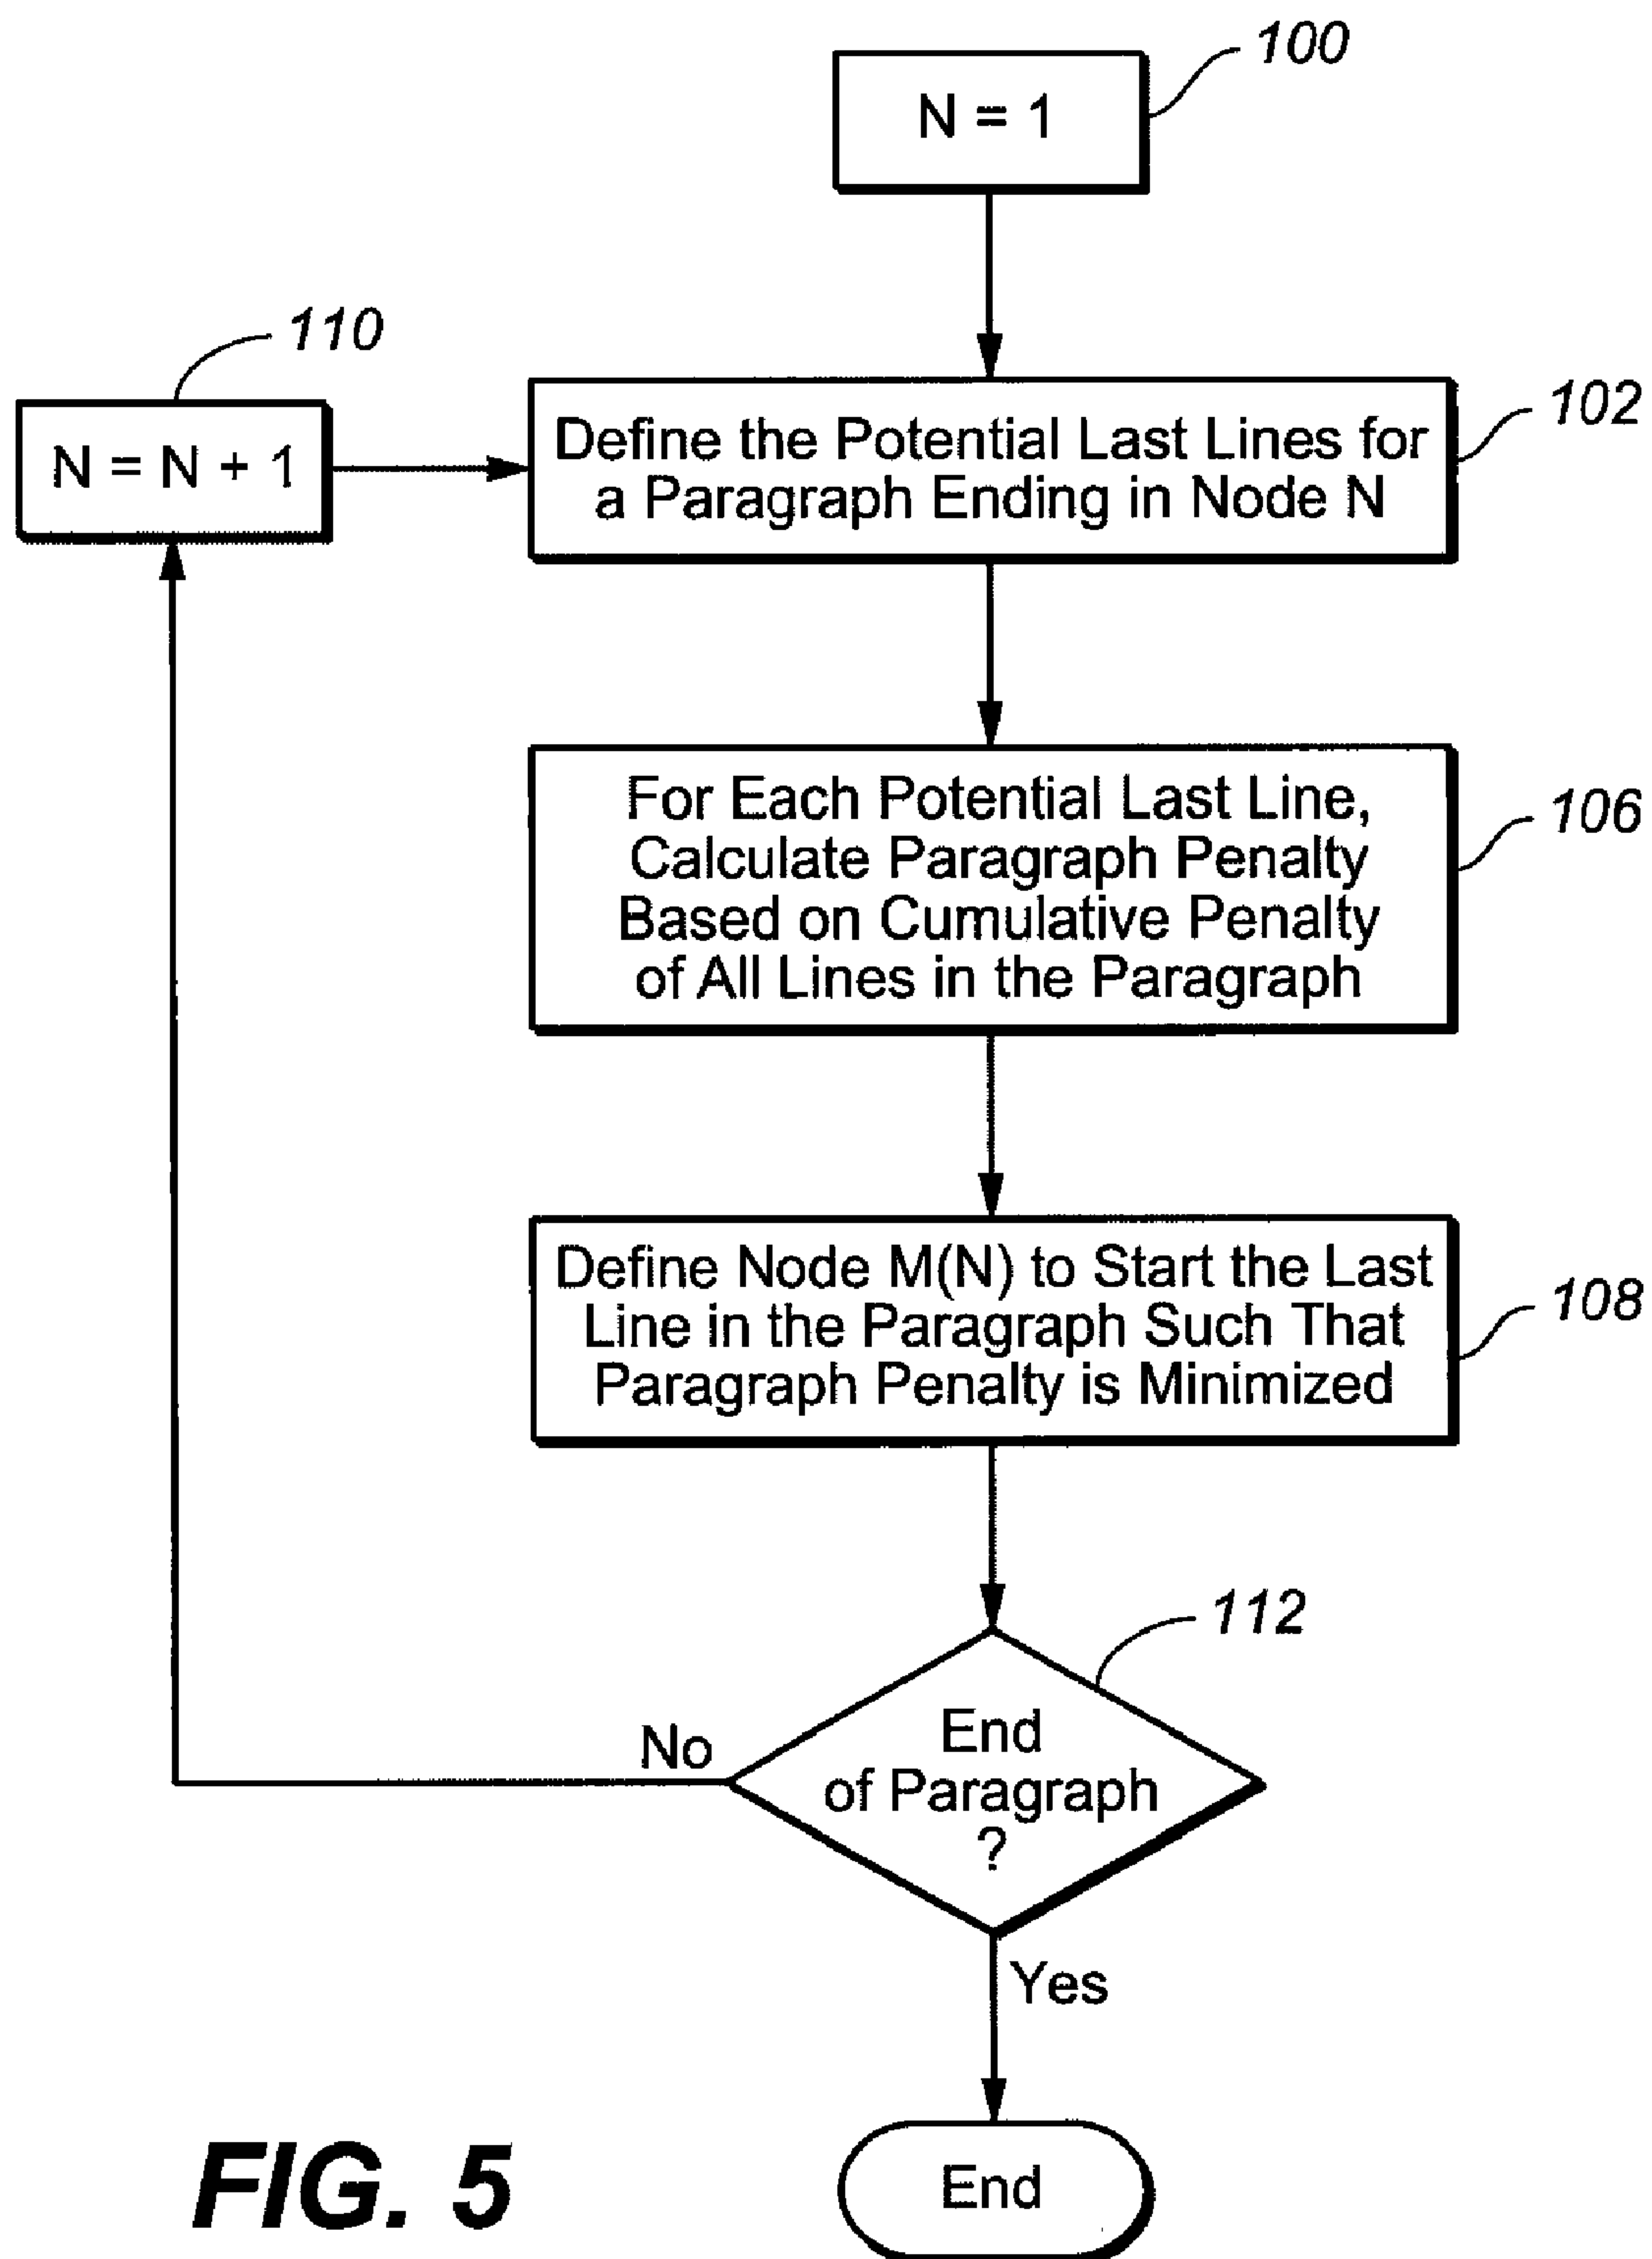 100
N = 1
110
N = N + 1
102
Define the Potential Last Lines for
a Paragraph Ending in Node N
106
For Each Potential Last Line,
Calculate Paragraph Penalty
Based on Cumulative Penalty
of All Lines in the Paragraph
108
Define Node M(N) to Start the Last
Line in the Paragraph Such That
Paragraph Penalty is Minimized
112
End
of Paragraph
?
No
Yes
End
FIG. 5